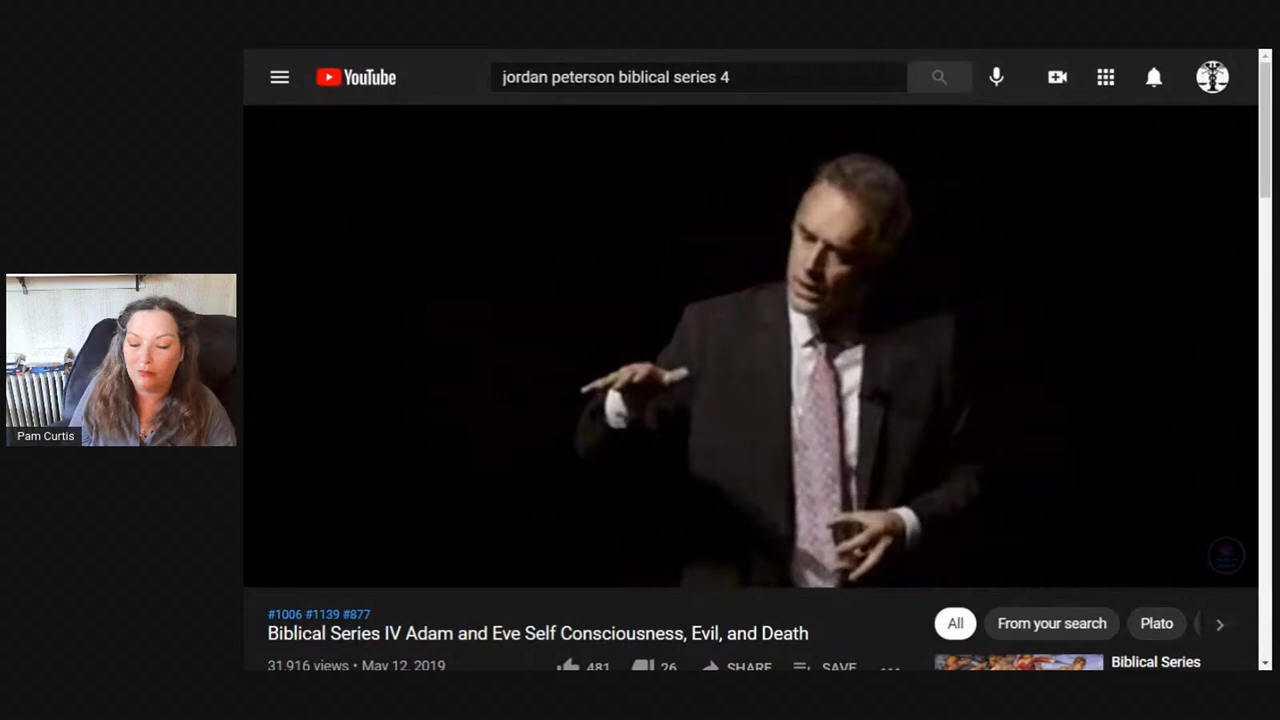 YouTube
jordan peterson biblical series 4
Pam Curtis
#1006 #1139 #877
Biblical Series IV Adam and Eve Self Consciousness, Evil, and Death
31,916 views • May 12, 2019
481
26
SHARE
SAVE
All
From your search
Plato
Biblical Series